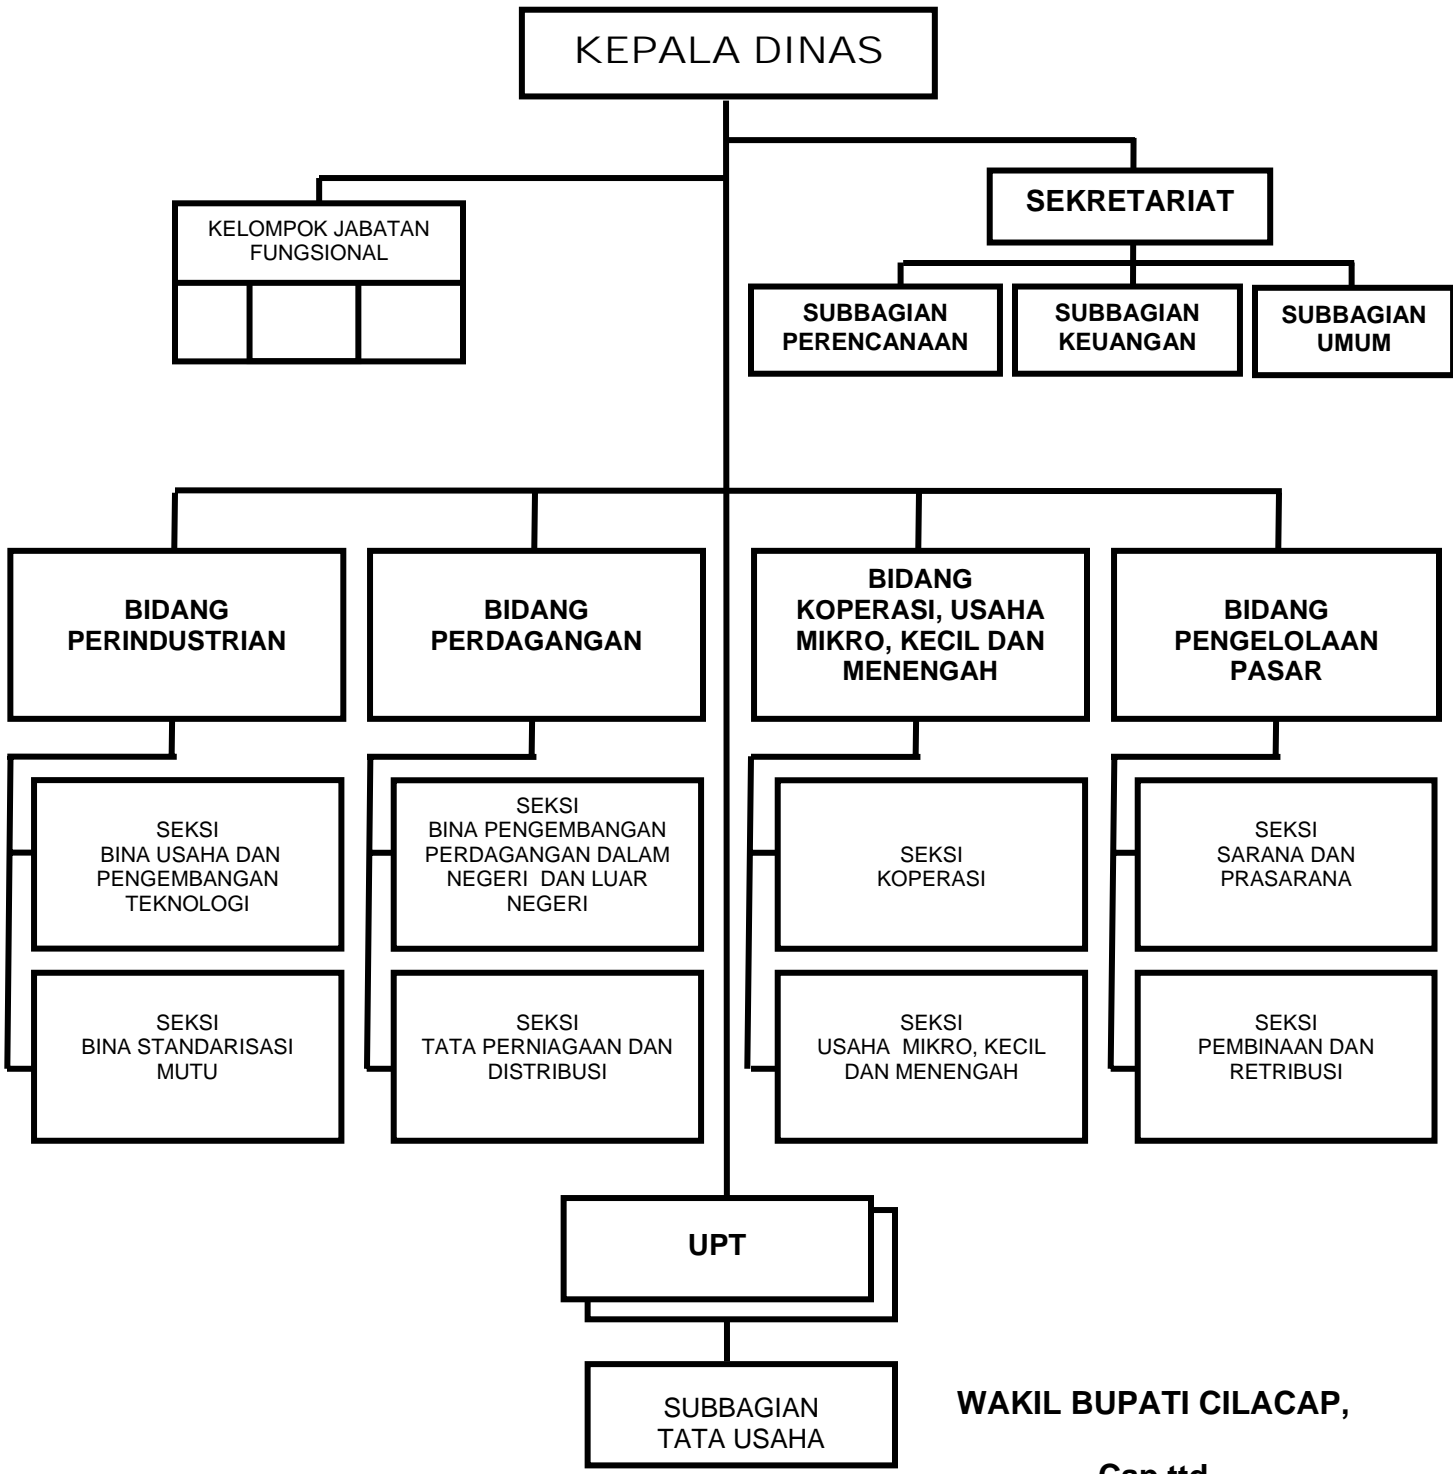 KEPALA DINAS
SEKRETARIAT
KELOMPOK JABATAN
FUNGSIONAL
SUBBAGIAN
PERENCANAAN
SUBBAGIAN
KEUANGAN
SUBBAGIAN
UMUM
BIDANG
PERINDUSTRIAN
BIDANG
PERDAGANGAN
BIDANG
KOPERASI, USAHA
MIKRO, KECIL DAN
MENENGAH
BIDANG
PENGELOLAAN
PASAR
SEKSI
BINA USAHA DAN
PENGEMBANGAN
TEKNOLOGI
SEKSI
BINA PENGEMBANGAN
PERDAGANGAN DALAM
NEGERI DAN LUAR
NEGERI
SEKSI
KOPERASI
SEKSI
SARANA DAN
PRASARANA
SEKSI
BINA STANDARISASI
MUTU
SEKSI
TATA PERNIAGAAN DAN
DISTRIBUSI
SEKSI
USAHA MIKRO, KECIL
DAN MENENGAH
SEKSI
PEMBINAAN DAN
RETRIBUSI
UPT
SUBBAGIAN
TATA USAHA
WAKIL BUPATI CILACAP,
Cap ttd